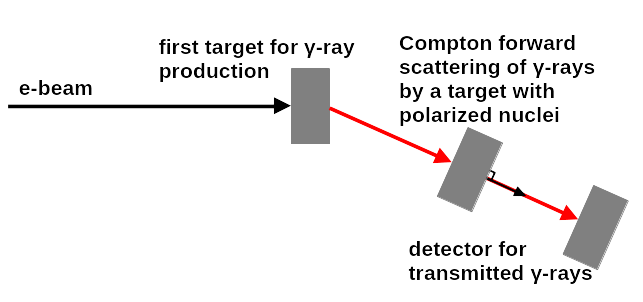 first target for γ-ray
production
Compton forward
scattering of γ-rays
by a target with
polarized nuclei
e-beam
detector for
transmitted γ-rays